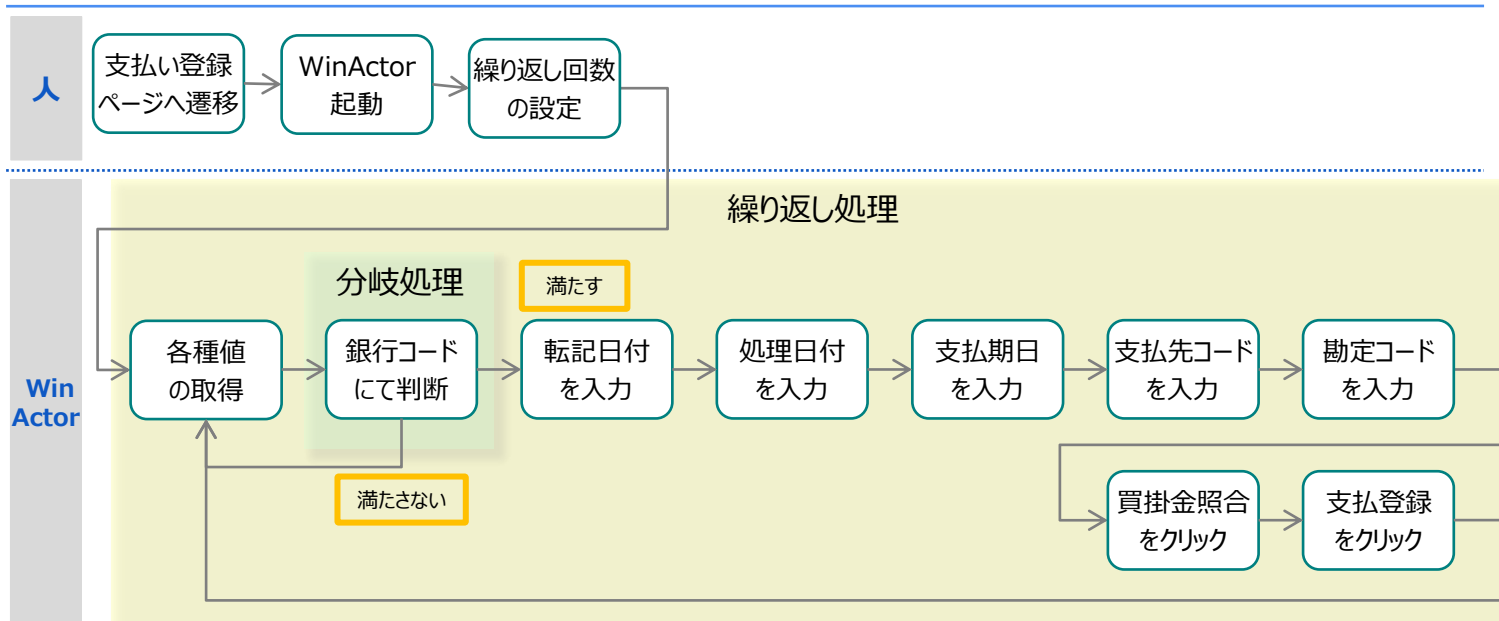 人
支払い登録
ページへ遷移
WinActor
起動
繰り返し回数
の設定
繰り返し処理
分岐処理
満たす
Win
Actor
各種値
の取得
銀行コード
にて判断
転記日付
を入力
処理日付
を入力
支払期日
を入力
支払先コード
を入力
勘定コード
を入力
満たさない
買掛金照合
をクリック
支払登録
をクリック